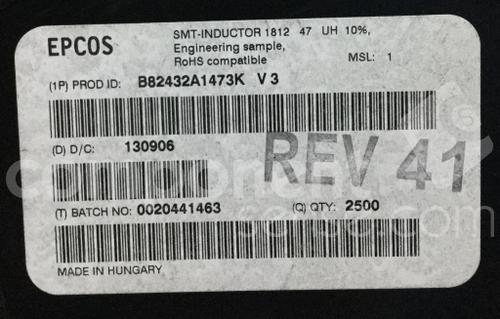 EPCOS
SMT-INDUCTOR 1812 47 UH 10%,
Engineering sample,
RoHS compatible
MSL: 1
(1P) PROD ID: B82432A1473K V 3
(D) D/C: 130906
REV 41
(T) BATCH NO: 0020441463 (Q) QTY: 2500
MADE IN HUNGARY